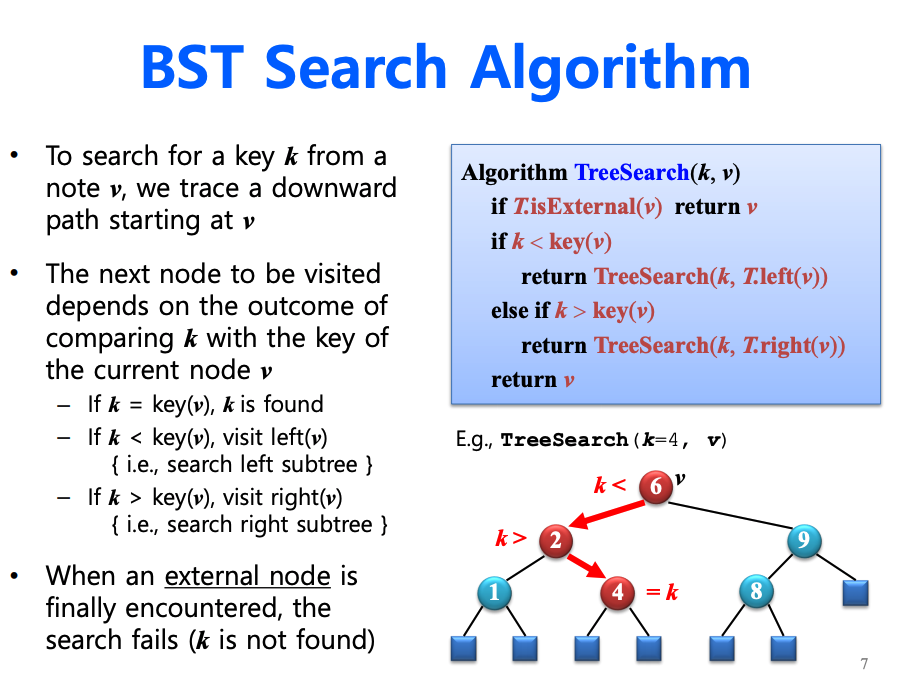 BST Search Algorithm
• To search for a key k from a
note v, we trace a downward
path starting at v
• The next node to be visited
depends on the outcome of
comparing k with the key of
the current node v
– If k = key(v), k is found
– If k < key(v), visit left(v)
{ i.e., search left subtree }
– If k > key(v), visit right(v)
{ i.e., search right subtree }
• When an external node is
finally encountered, the
search fails (k is not found)
Algorithm TreeSearch(k, v)
if T.isExternal(v) return v
if k < key(v)
return TreeSearch(k, T.left(v))
else if k > key(v)
return TreeSearch(k, T.right(v))
return v
E.g., TreeSearch(k=4, v)
k < 6 v
k > 2 9
1 4 = k 8
7